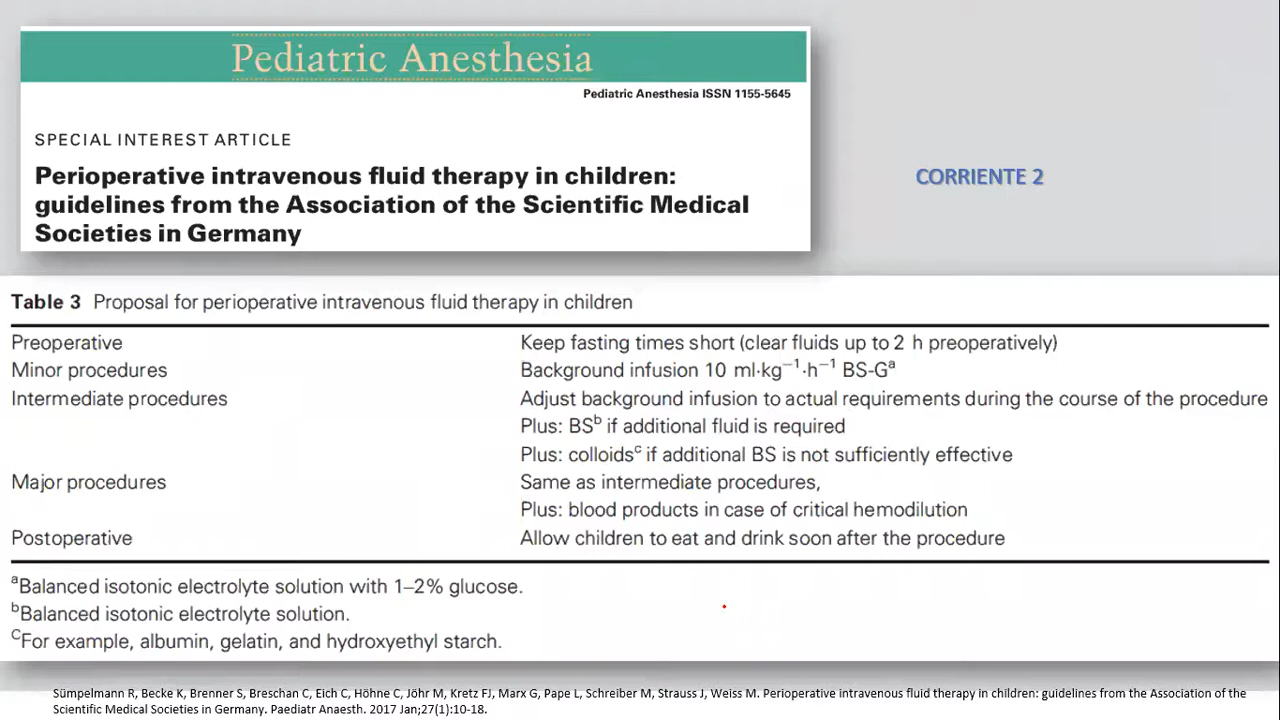 Pediatric Anesthesia
Pediatric Anesthesia ISSN 1155-5645
SPECIAL INTEREST ARTICLE
Perioperative intravenous fluid therapy in children:
guidelines from the Association of the Scientific Medical
Societies in Germany
CORRIENTE 2
Table 3 Proposal for perioperative intravenous fluid therapy in children
Preoperative Keep fasting times short (clear fluids up to 2 h preoperatively)
Minor procedures Background infusion 10 ml·kg⁻¹·h⁻¹ BS-Gᵃ
Intermediate procedures Adjust background infusion to actual requirements during the course of the procedure
Plus: BSᵇ if additional fluid is required
Plus: colloidsᶜ if additional BS is not sufficiently effective
Major procedures Same as intermediate procedures,
Plus: blood products in case of critical hemodilution
Postoperative Allow children to eat and drink soon after the procedure
ᵃBalanced isotonic electrolyte solution with 1–2% glucose.
ᵇBalanced isotonic electrolyte solution.
ᶜFor example, albumin, gelatin, and hydroxyethyl starch.
Sümpelmann R, Becke K, Brenner S, Breschan C, Eich C, Höhne C, Jöhr M, Kretz FJ, Marx G, Pape L, Schreiber M, Strauss J, Weiss M. Perioperative intravenous fluid therapy in children: guidelines from the Association of the
Scientific Medical Societies in Germany. Paediatr Anaesth. 2017 Jan;27(1):10-18.